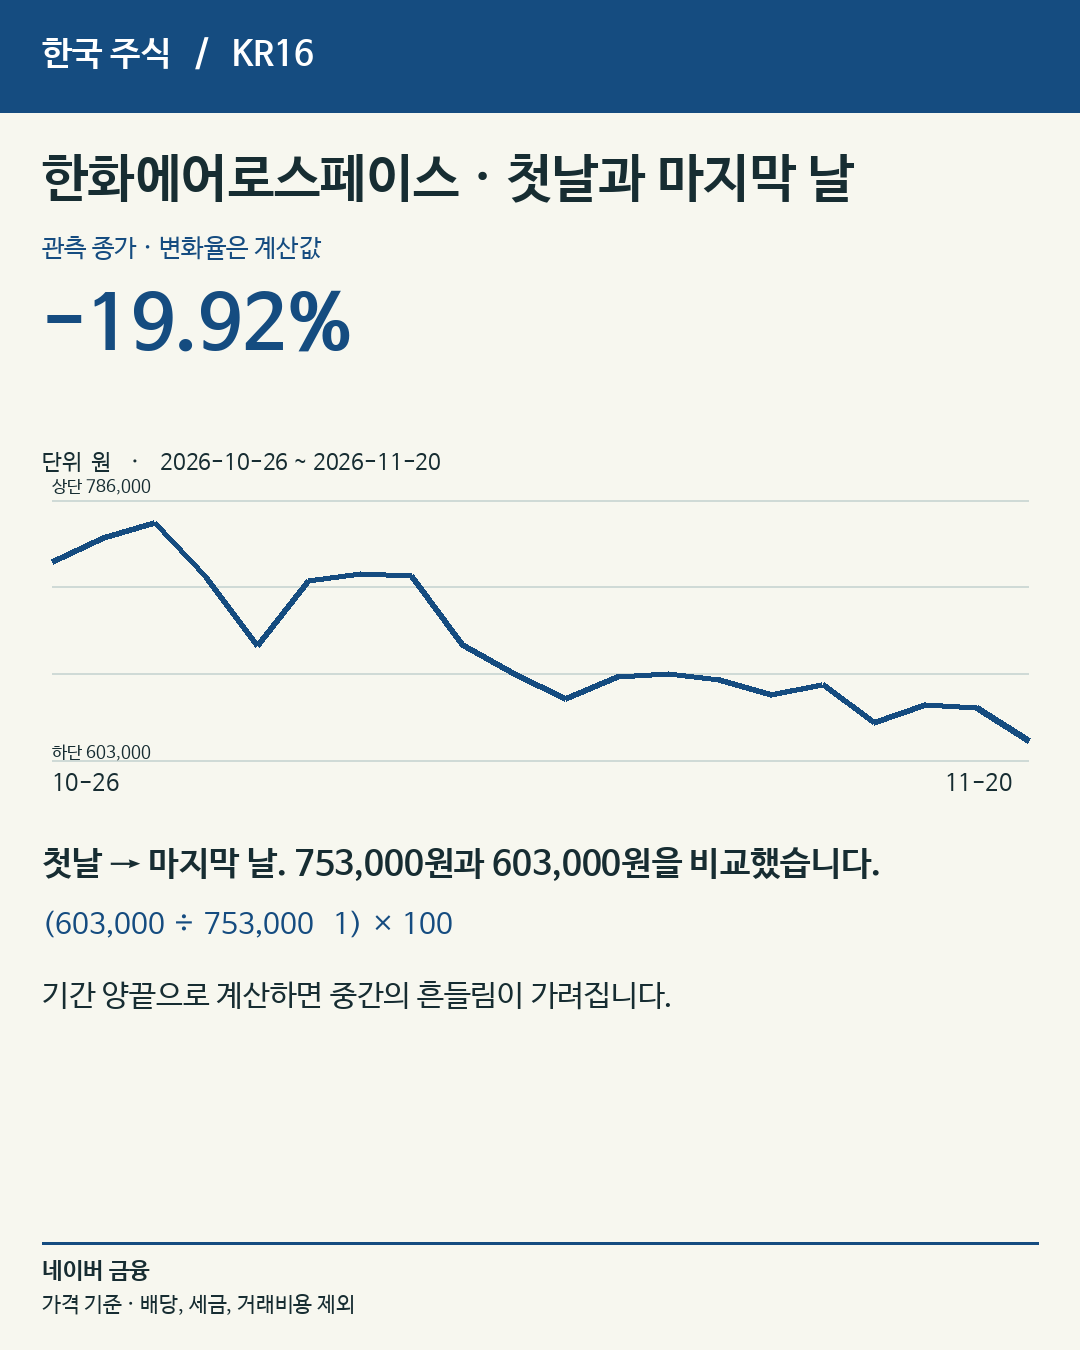 한국 주식 / KR16
한화에어로스페이스 · 첫날과 마지막 날
관측 종가 · 변화율은 계산값
-19.92%
단위 원 · 2026-10-26 ~ 2026-11-20
상단 786,000
하단 603,000
10-26 11-20
첫날 → 마지막 날. 753,000원과 603,000원을 비교했습니다.
(603,000 ÷ 753,000 1) × 100
기간 양끝으로 계산하면 중간의 흔들림이 가려집니다.
네이버 금융
가격 기준 · 배당, 세금, 거래비용 제외